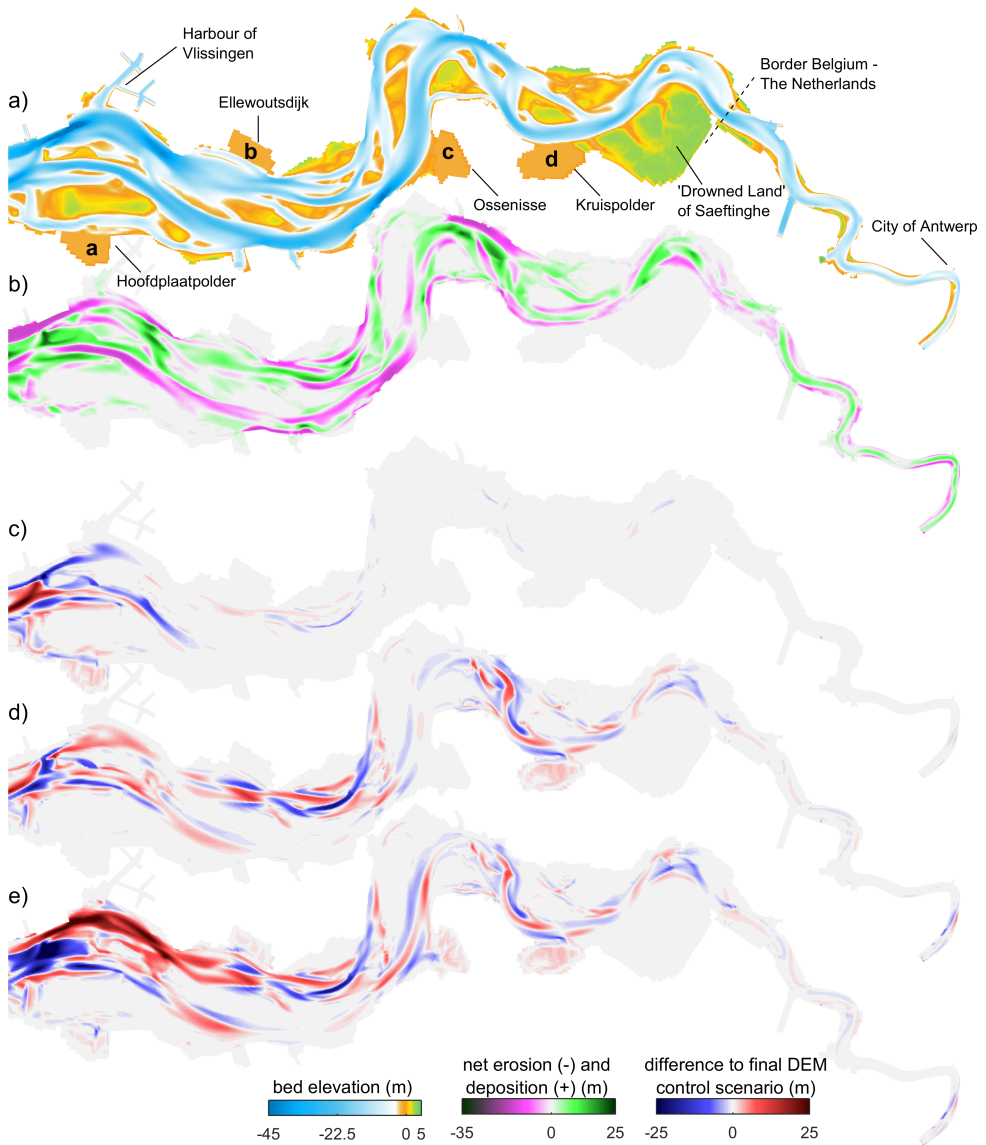 Harbour of
Vlissingen
Border Belgium -
The Netherlands
a)
Ellewoutsdijk
b
c
d
Ossenisse
Kruispolder
'Drowned Land'
of Saeftinghe
City of Antwerp
a
Hoofdplaatpolder
b)
c)
d)
e)
bed elevation (m)
-45 -22.5 0 5
net erosion (-) and
deposition (+) (m)
-35 0 25
difference to final DEM
control scenario (m)
-25 0 25